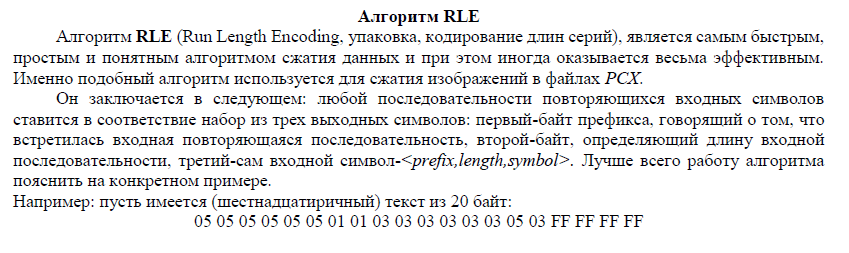 Алгоритм RLE
Алгоритм RLE (Run Length Encoding, упаковка, кодирование длин серий), является самым быстрым,
простым и понятным алгоритмом сжатия данных и при этом иногда оказывается весьма эффективным.
Именно подобный алгоритм используется для сжатия изображений в файлах PCX.
Он заключается в следующем: любой последовательности повторяющихся входных символов
ставится в соответствие набор из трех выходных символов: первый-байт префикса, говорящий о том, что
встретилась входная повторяющаяся последовательность, второй-байт, определяющий длину входной
последовательности, третий-сам входной символ-<prefix,length,symbol>. Лучше всего работу алгоритма
пояснить на конкретном примере.
Например: пусть имеется (шестнадцатиричный) текст из 20 байт:
05 05 05 05 05 05 01 01 03 03 03 03 03 03 05 03 FF FF FF FF